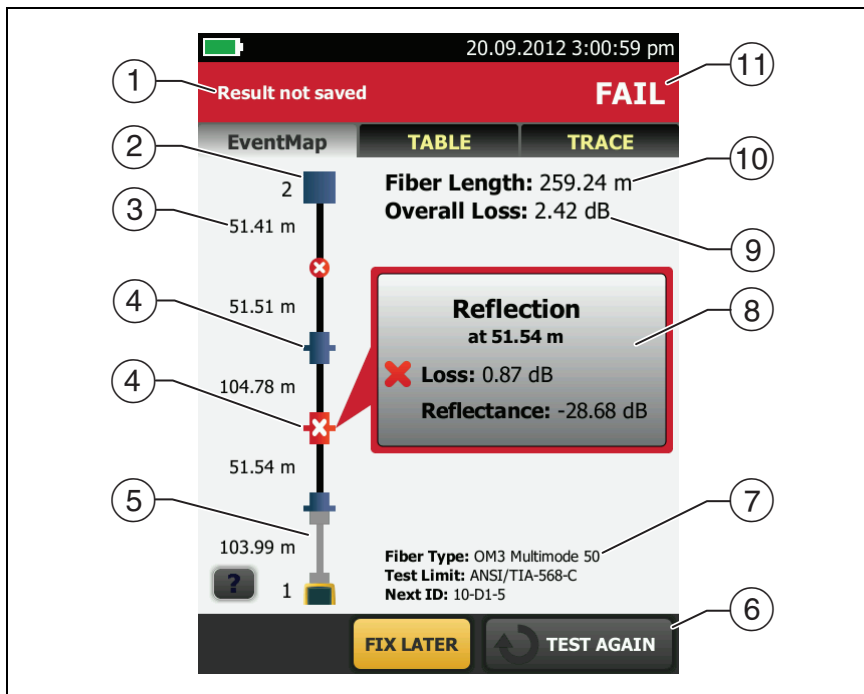 20.09.2012 3:00:59 pm
1
Result not saved
FAIL
11
EventMap
TABLE
TRACE
2
2
Fiber Length: 259.24 m
10
Overall Loss: 2.42 dB
9
3
51.41 m
4
51.51 m
Reflection
at 51.54 m
8
Loss: 0.87 dB
Reflectance: -28.68 dB
4
104.78 m
51.54 m
5
103.99 m
Fiber Type: OM3 Multimode 50
7
Test Limit: ANSI/TIA-568-C
Next ID: 10-D1-5
?
1
FIX LATER
TEST AGAIN
6